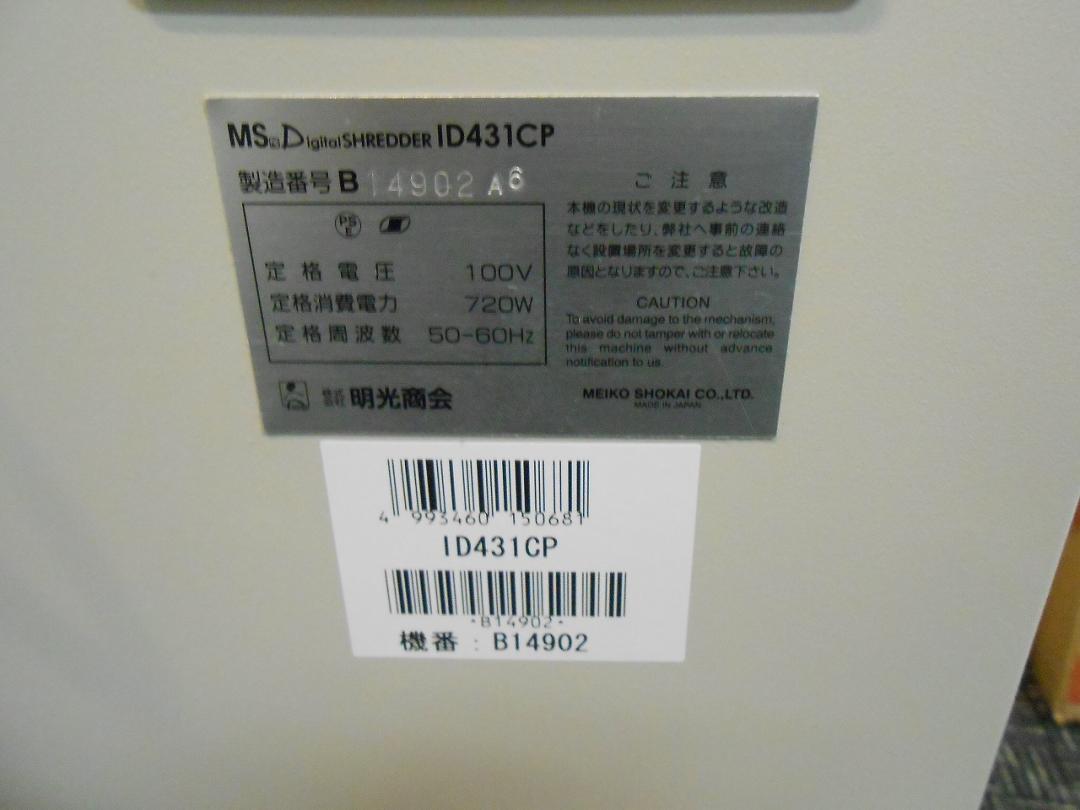 MS Digital SHREDDER ID431CP
製造番号 B 14902 A6
PS
E
定格電圧 100V
定格消費電力 720W
定格周波数 50-60Hz
株式会社 明光商会
ご注意
本機の現状を変更するような改造
などをしたり、弊社へ事前の連絡
なく設置場所を変更すると故障の
原因となりますので、ご注意下さい。
CAUTION
To avoid damage to the mechanism,
please do not tamper with or relocate
this machine without advance
notification to us.
MEIKO SHOKAI CO.,LTD.
MADE IN JAPAN
4 993460 150681
ID431CP
-B14902-
機番 : B14902